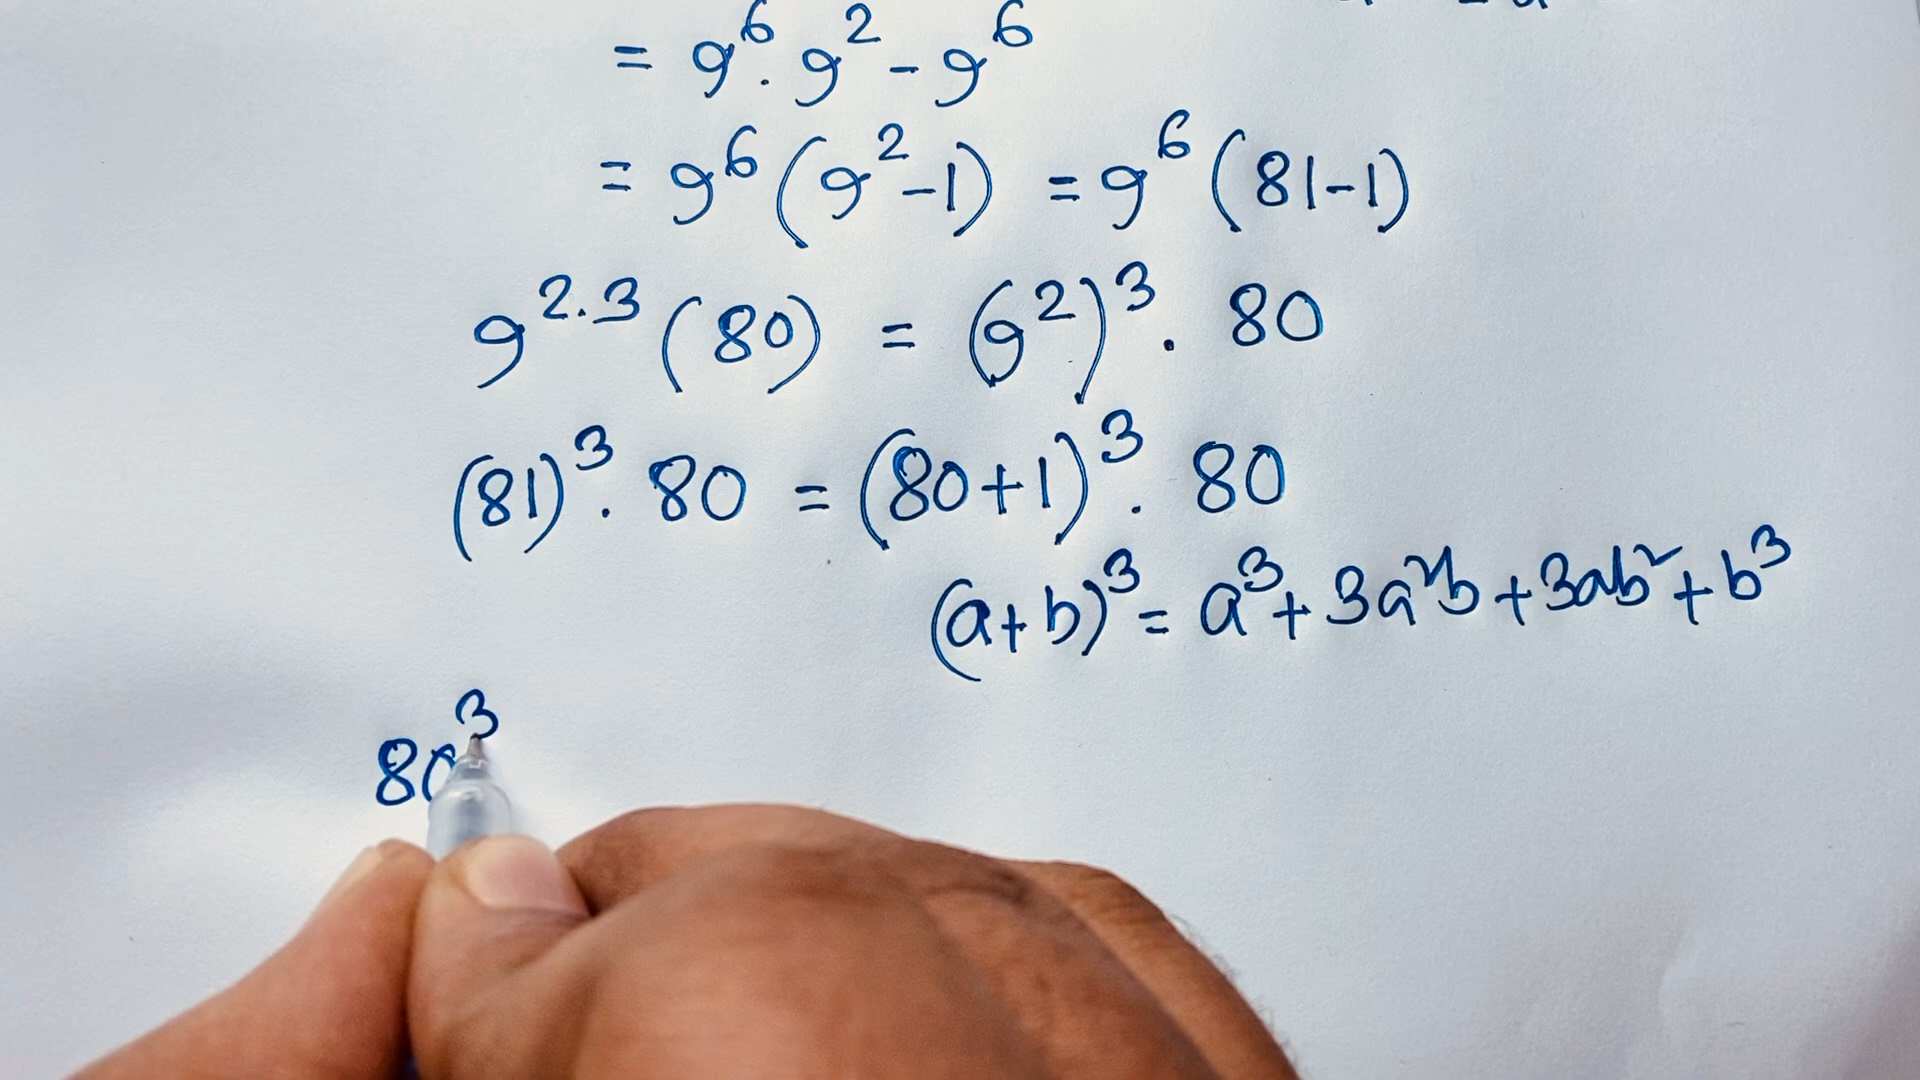 = 9⁶ . 9² - 9⁶
= 9⁶ (9² - 1) = 9⁶ (81 - 1)
9^2.3 (80) = (9²)³ . 80
(81)³ . 80 = (80 + 1)³ . 80
(a + b)³ = a³ + 3a²b + 3ab² + b³
80³